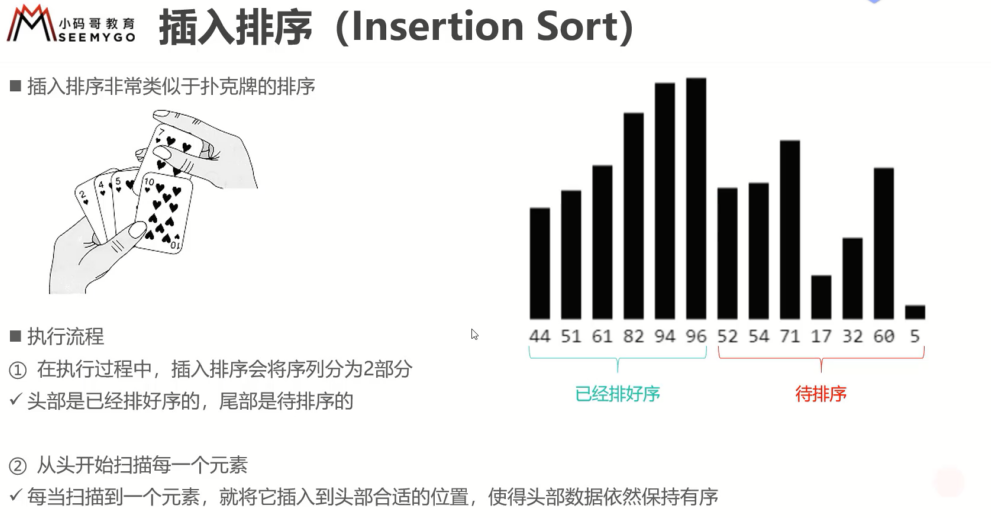 小码哥教育
SEEMYGO
插入排序（Insertion Sort）
■ 插入排序非常类似于扑克牌的排序
2
4
5
10
7
10
44 51 61 82 94 96 52 54 71 17 32 60 5
已经排好序
待排序
■ 执行流程
① 在执行过程中，插入排序会将序列分为2部分
✓ 头部是已经排好序的，尾部是待排序的
② 从头开始扫描每一个元素
✓ 每当扫描到一个元素，就将它插入到头部合适的位置，使得头部数据依然保持有序